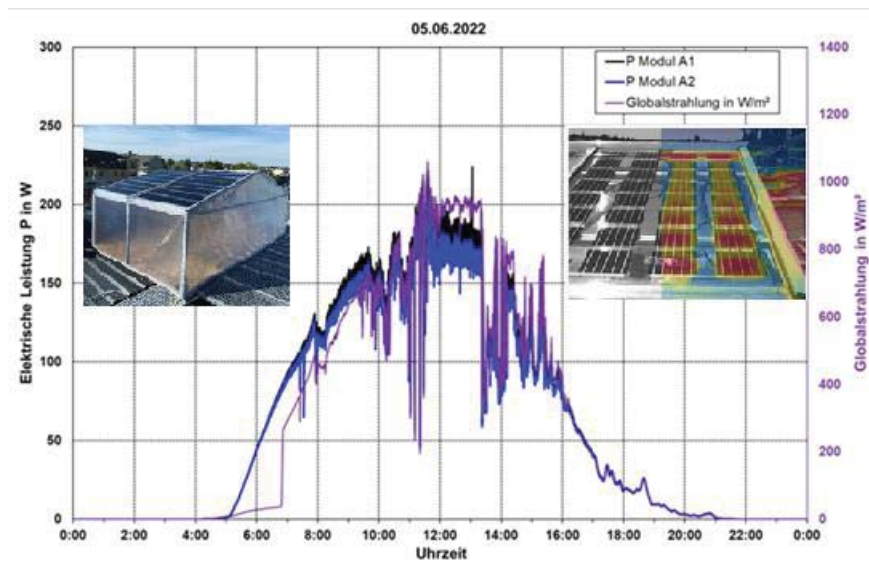 05.06.2022
300
250
200
150
100
50
0
Elektrische Leistung P in W
P Modul A1
P Modul A2
Globalstrahlung in W/m²
1400
1200
1000
800
600
400
200
0
Globalstrahlung in W/m²
0:00 2:00 4:00 6:00 8:00 10:00 12:00 14:00 16:00 18:00 20:00 22:00 0:00
Uhrzeit